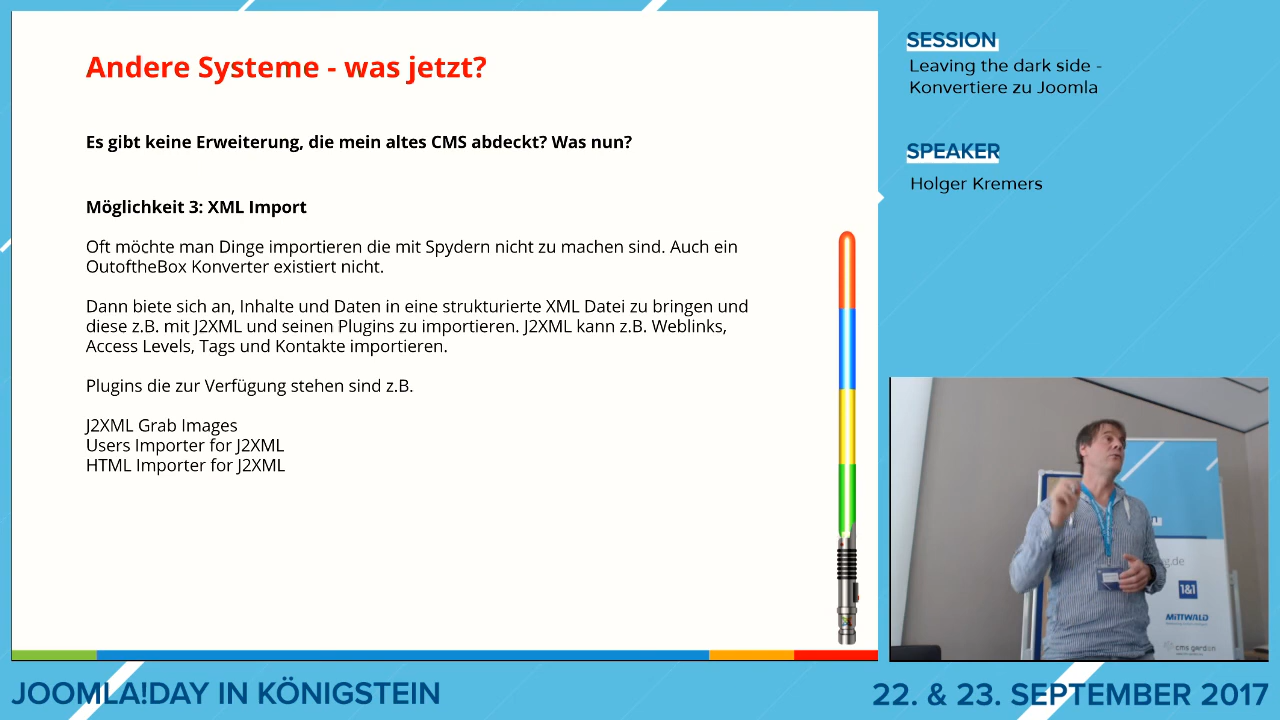 Andere Systeme - was jetzt?
Es gibt keine Erweiterung, die mein altes CMS abdeckt? Was nun?
Möglichkeit 3: XML Import
Oft möchte man Dinge importieren die mit Spydern nicht zu machen sind. Auch ein
OutoftheBox Konverter existiert nicht.
Dann biete sich an, Inhalte und Daten in eine strukturierte XML Datei zu bringen und
diese z.B. mit J2XML und seinen Plugins zu importieren. J2XML kann z.B. Weblinks,
Access Levels, Tags und Kontakte importieren.
Plugins die zur Verfügung stehen sind z.B.
J2XML Grab Images
Users Importer for J2XML
HTML Importer for J2XML
SESSION
Leaving the dark side -
Konvertiere zu Joomla
SPEAKER
Holger Kremers
1&1
MITTWALD
cms garden
JOOMLA!DAY IN KÖNIGSTEIN
22. & 23. SEPTEMBER 2017